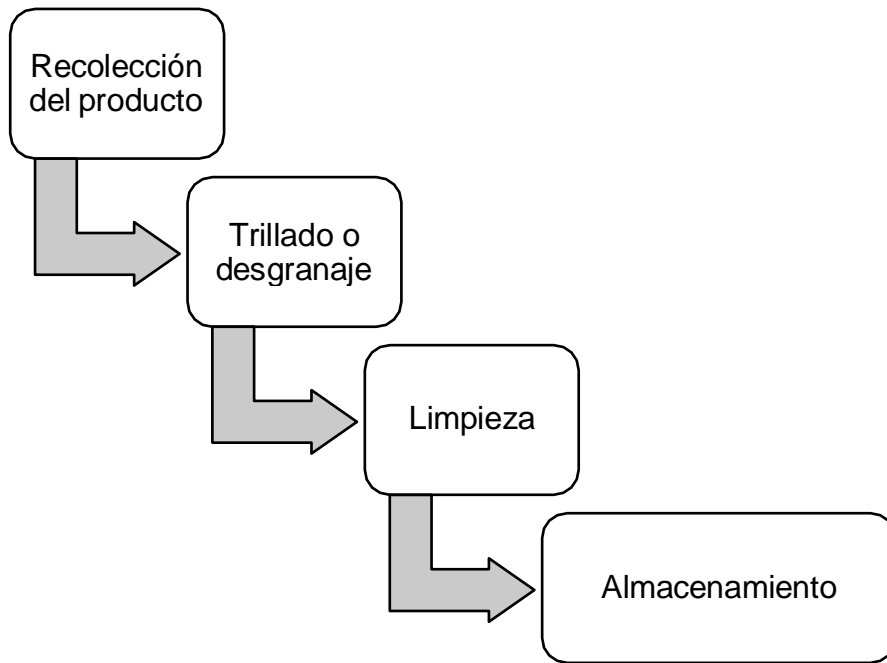 Recolección
del producto
Trillado o
desgranaje
Limpieza
Almacenamiento